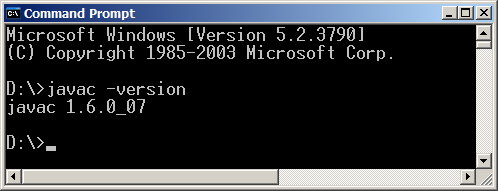 Command Prompt
Microsoft Windows [Version 5.2.3790]
(C) Copyright 1985-2003 Microsoft Corp.
D:\>javac -version
javac 1.6.0_07
D:\>_